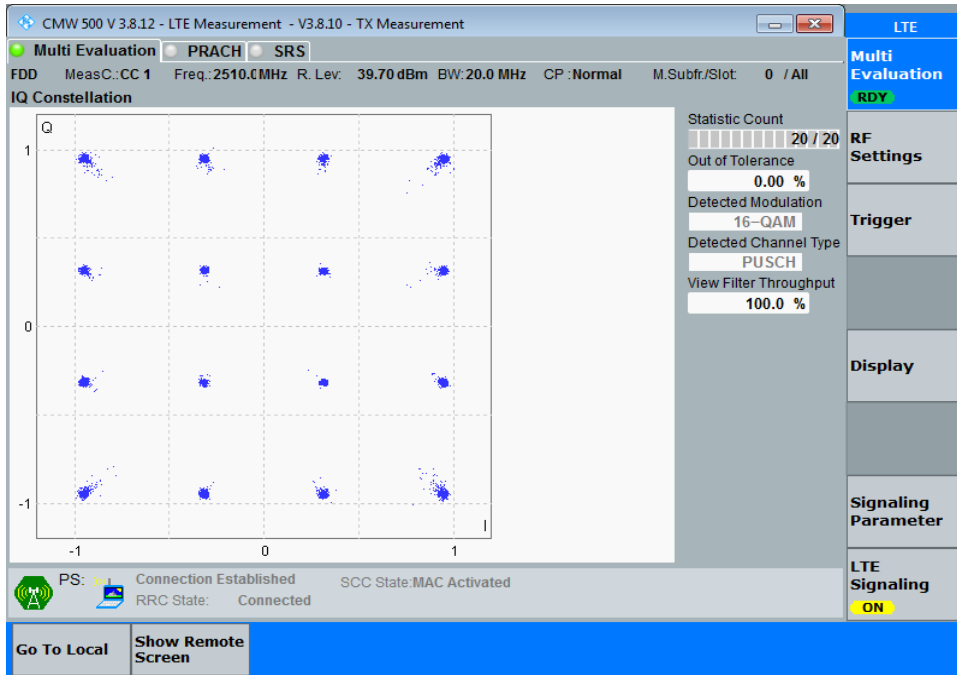 CMW 500 V 3.8.12 - LTE Measurement - V3.8.10 - TX Measurement
Multi Evaluation PRACH SRS
FDD MeasC.:CC 1 Freq.:2510.0MHz R. Lev: 39.70 dBm BW:20.0 MHz CP :Normal M.Subfr./Slot: 0 / All
IQ Constellation
Q
1
0
-1
-1 0 1
I
Statistic Count
20 / 20
Out of Tolerance
0.00 %
Detected Modulation
16-QAM
Detected Channel Type
PUSCH
View Filter Throughput
100.0 %
PS: Connection Established SCC State:MAC Activated
RRC State: Connected
LTE
Multi
Evaluation
RDY
RF
Settings
Trigger
Display
Signaling
Parameter
LTE
Signaling
ON
Go To Local
Show Remote
Screen